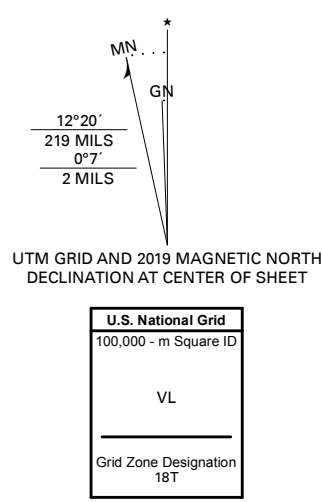 ★
MN
GN
12°20´
219 MILS
0°7´
2 MILS
UTM GRID AND 2019 MAGNETIC NORTH
DECLINATION AT CENTER OF SHEET
U.S. National Grid
100,000 - m Square ID
VL
Grid Zone Designation
18T